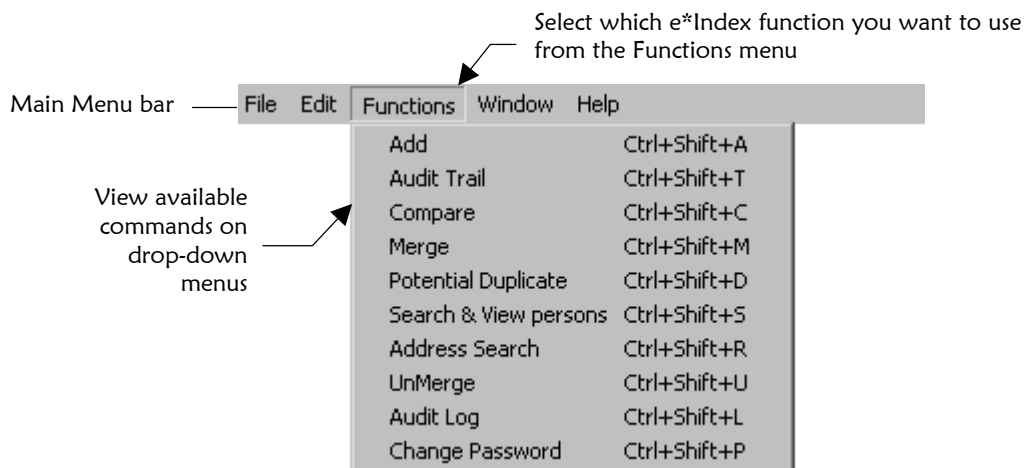 Select which e*Index function you want to use
from the Functions menu
Main Menu bar
File Edit Functions Window Help
View available
commands on
drop-down
menus
Add Ctrl+Shift+A
Audit Trail Ctrl+Shift+T
Compare Ctrl+Shift+C
Merge Ctrl+Shift+M
Potential Duplicate Ctrl+Shift+D
Search & View persons Ctrl+Shift+S
Address Search Ctrl+Shift+R
UnMerge Ctrl+Shift+U
Audit Log Ctrl+Shift+L
Change Password Ctrl+Shift+P